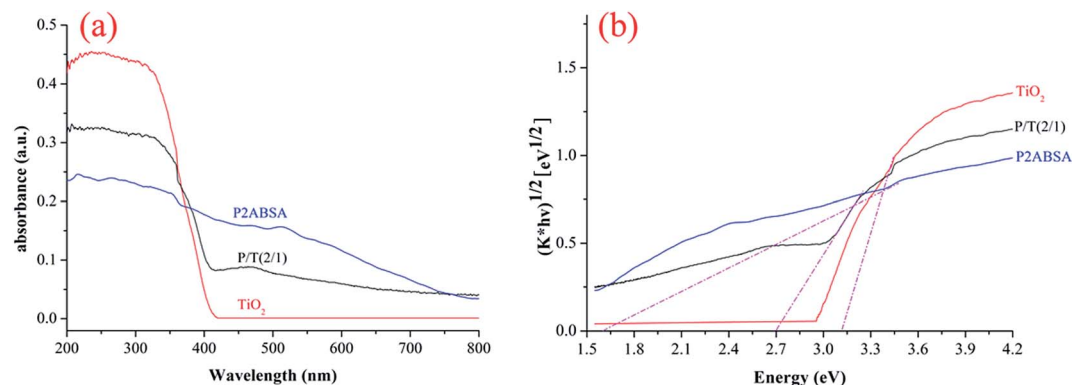 (a)
0.5
0.4
0.3
0.2
0.1
0.0
absorbance (a.u.)
P2ABSA
P/T(2/1)
TiO2
200 300 400 500 600 700 800
Wavelength (nm)
(b)
1.5
1.0
0.5
0.0
(K*hv)1/2 [eV1/2]
TiO2
P/T(2/1)
P2ABSA
1.5 1.8 2.1 2.4 2.7 3.0 3.3 3.6 3.9 4.2
Energy (eV)